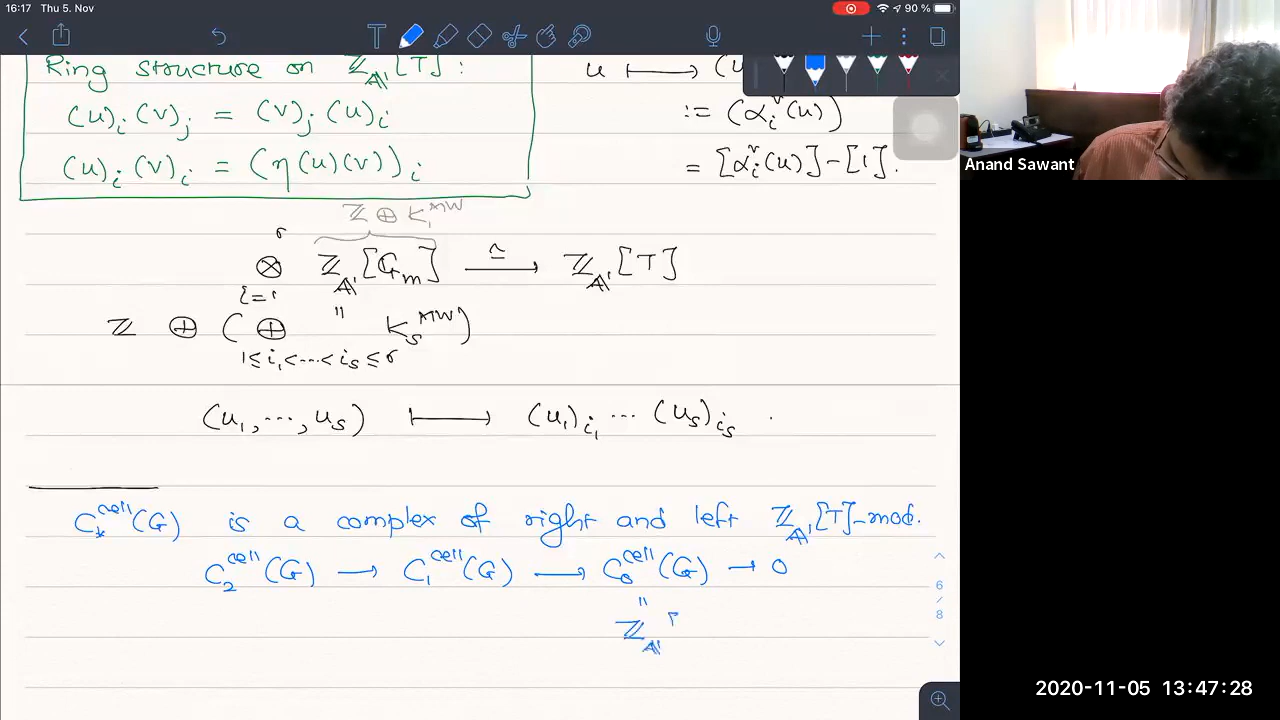 16:17 Thu 5. Nov 90 %
Ring structure on ℤ_{𝔸¹}[T] :
u ⟼ (u
(u)_i (v)_j = (v)_j (u)_i
:= (α_i^∨(u))
(u)_i (v)_i = (η(u)(v))_i
= [α_i^∨(u)] − [1].
ℤ ⊕ K_1^{MW}
⊗_{i=1}^{r} ℤ_{𝔸¹}[𝔾_m] ⟶^{≅} ℤ_{𝔸¹}[T]
"
ℤ ⊕ ( ⊕_{1≤i_1<⋯<i_s≤r} K_s^{MW} )
(u_1, ⋯, u_s) ⟼ (u_1)_{i_1} ⋯ (u_s)_{i_s} .
C_*^{cell}(G) is a complex of right and left ℤ_{𝔸¹}[T]-mod.
C_2^{cell}(G) → C_1^{cell}(G) → C_0^{cell}(G) → 0
"
ℤ_{𝔸¹} [
6
/
8
Anand Sawant
2020-11-05 13:47:28